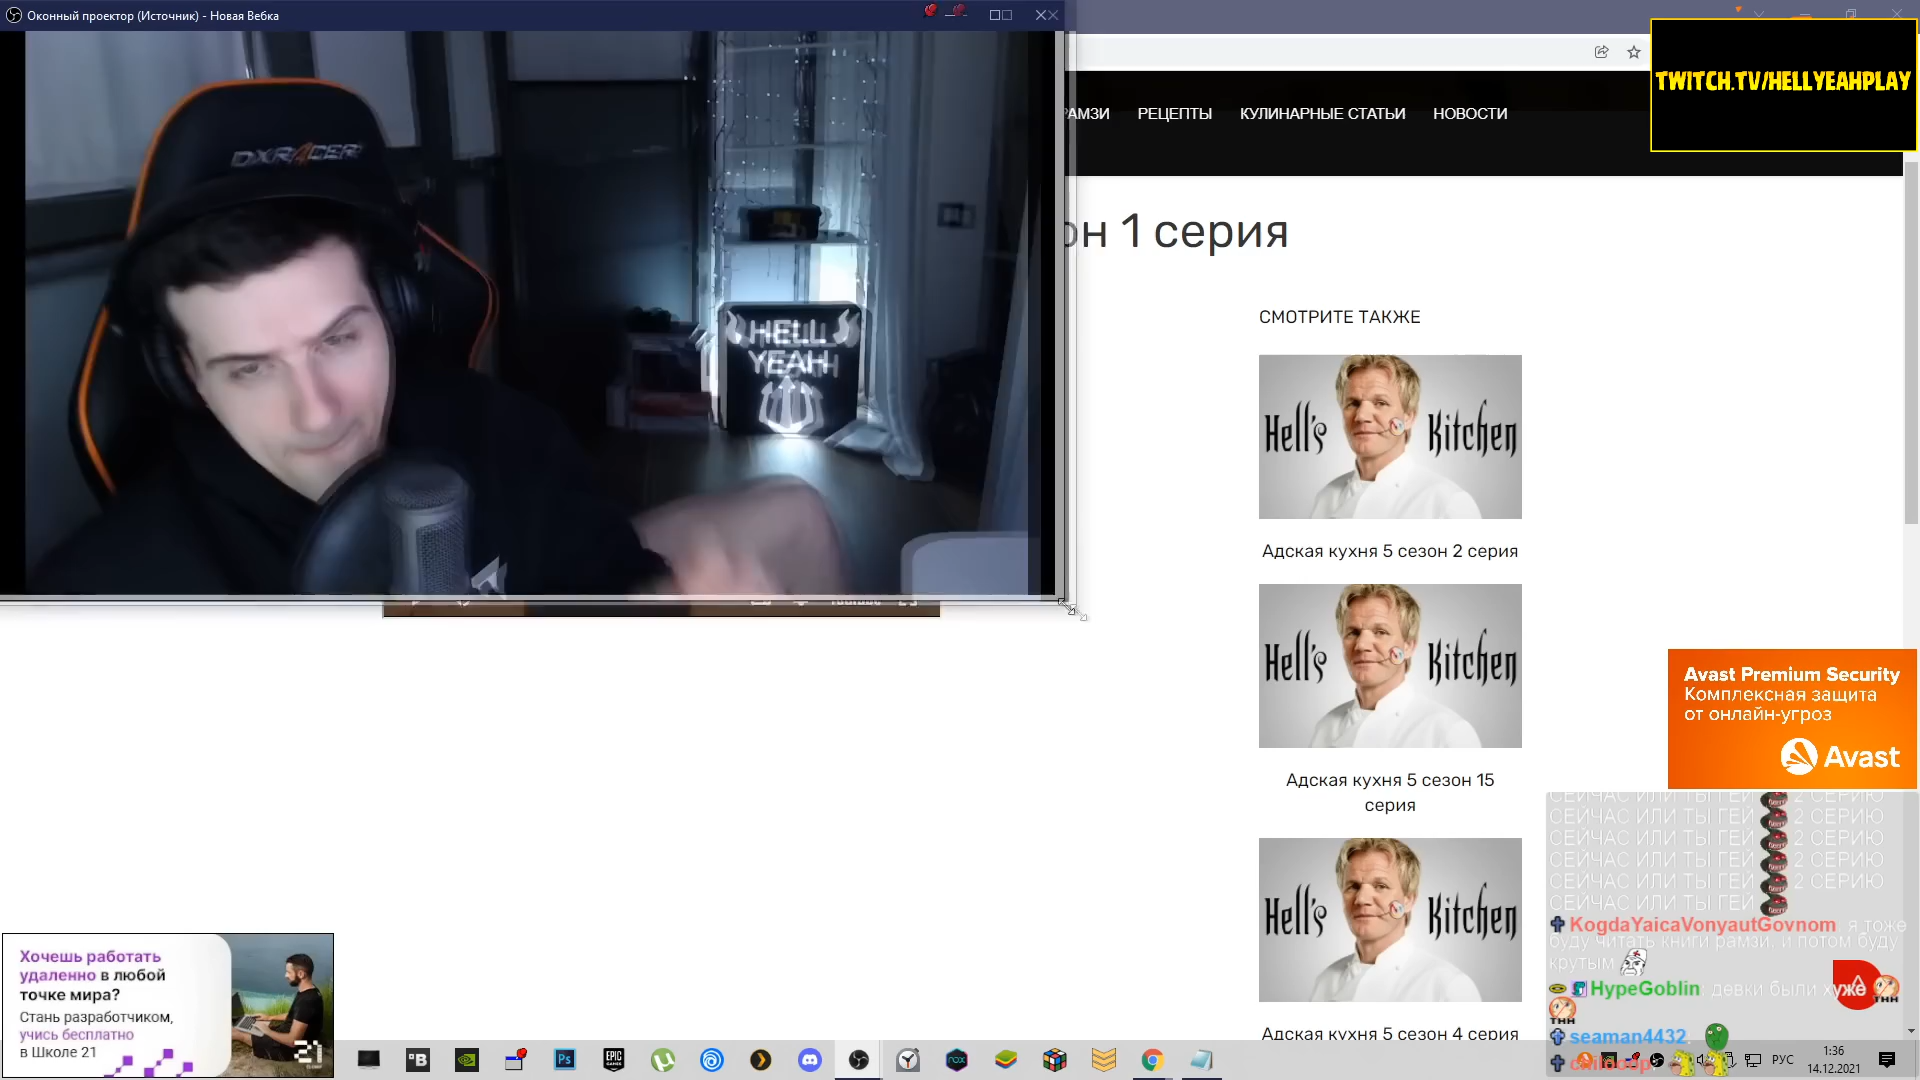 Оконный проектор (Источник) - Новая Вебка
TWITCH.TV/HELLYEAHPLAY
РЕЦЕПТЫ
КУЛИНАРНЫЕ СТАТЬИ
НОВОСТИ
DXRACER
HELL
YEAH
1 серия
СМОТРИТЕ ТАКЖЕ
Hell's Kitchen
Адская кухня 5 сезон 2 серия
Hell's Kitchen
Адская кухня 5 сезон 15
серия
Hell's Kitchen
Адская кухня 5 сезон 4 серия
Avast Premium Security
Комплексная защита
от онлайн-угроз
Avast
СЕЙЧАС ИЛИ ТЫ ГЕЙ 2 СЕРИЮ
СЕЙЧАС ИЛИ ТЫ ГЕЙ 2 СЕРИЮ
СЕЙЧАС ИЛИ ТЫ ГЕЙ 2 СЕРИЮ
СЕЙЧАС ИЛИ ТЫ ГЕЙ 2 СЕРИЮ
СЕЙЧАС ИЛИ ТЫ ГЕЙ 2 СЕРИЮ
СЕЙЧАС ИЛИ ТЫ ГЕЙ
KogdaYaicaVonyautGovnom я тоже
буду читать книги рамзи. и потом буду
крутым
HypeGoblin: девки были хуже
seaman4432
Хочешь работать
удаленно в любой
точке мира?
Стань разработчиком,
учись бесплатно
в Школе 21
21
Ps
EPIC
GAMES
РУС
1:36
14.12.2021